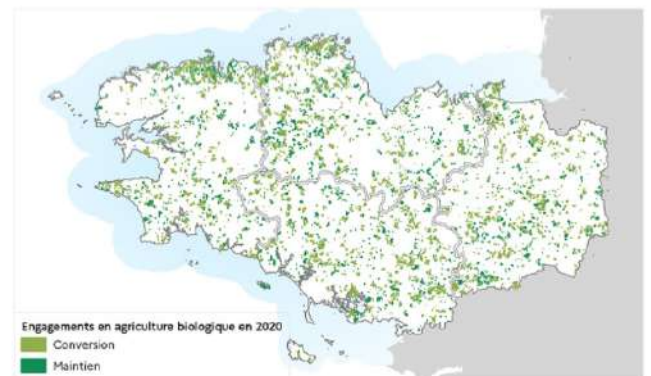 Engagements en agriculture biologique en 2020
Conversion
Maintien